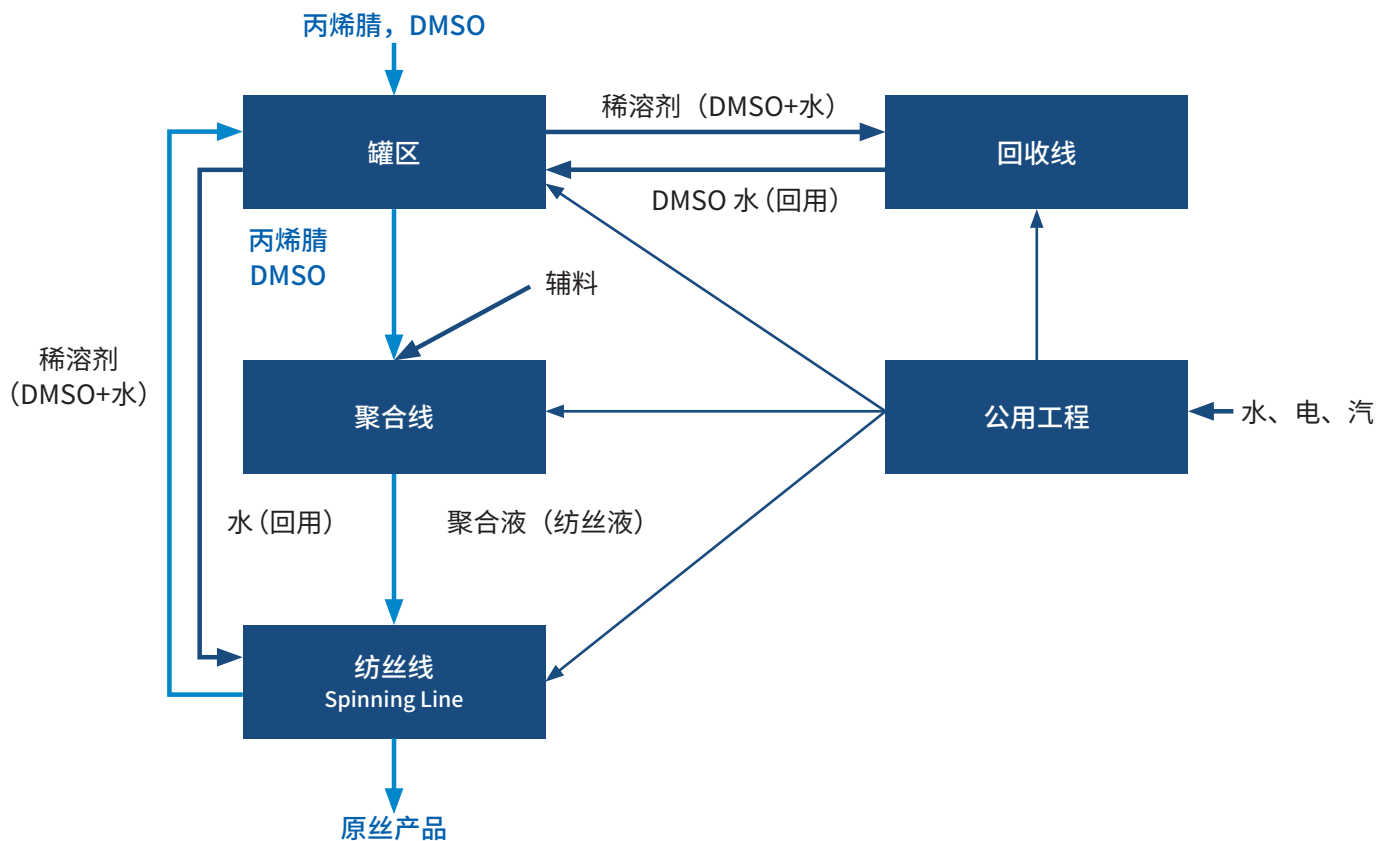 丙烯腈，DMSO
罐区
稀溶剂（DMSO+水）
回收线
DMSO 水（回用）
丙烯腈
DMSO
辅料
稀溶剂
（DMSO+水）
聚合线
公用工程
水、电、汽
水（回用）
聚合液（纺丝液）
纺丝线
Spinning Line
原丝产品